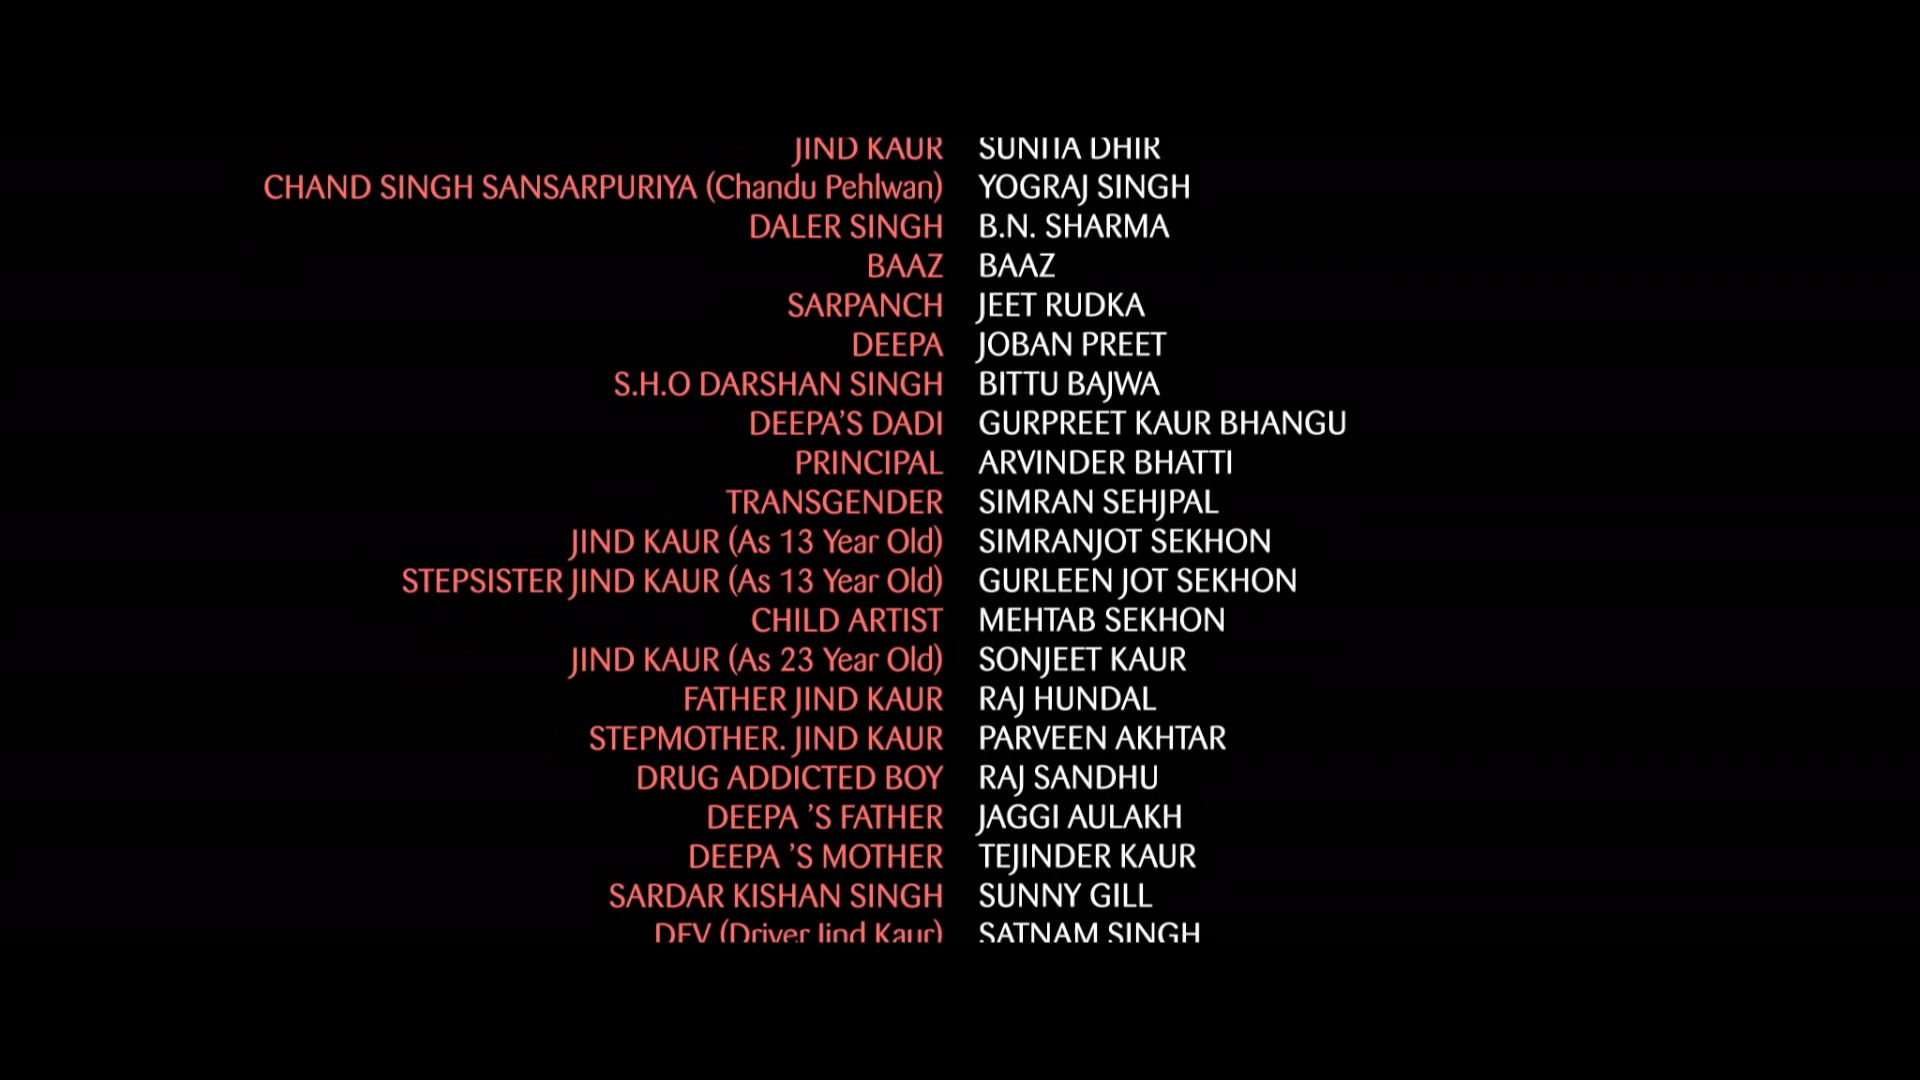 JIND KAUR SUNITA DHIR
CHAND SINGH SANSARPURIYA (Chandu Pehlwan) YOGRAJ SINGH
DALER SINGH B.N. SHARMA
BAAZ BAAZ
SARPANCH JEET RUDKA
DEEPA JOBAN PREET
S.H.O DARSHAN SINGH BITTU BAJWA
DEEPA'S DADI GURPREET KAUR BHANGU
PRINCIPAL ARVINDER BHATTI
TRANSGENDER SIMRAN SEHJPAL
JIND KAUR (As 13 Year Old) SIMRANJOT SEKHON
STEPSISTER JIND KAUR (As 13 Year Old) GURLEEN JOT SEKHON
CHILD ARTIST MEHTAB SEKHON
JIND KAUR (As 23 Year Old) SONJEET KAUR
FATHER JIND KAUR RAJ HUNDAL
STEPMOTHER. JIND KAUR PARVEEN AKHTAR
DRUG ADDICTED BOY RAJ SANDHU
DEEPA 'S FATHER JAGGI AULAKH
DEEPA 'S MOTHER TEJINDER KAUR
SARDAR KISHAN SINGH SUNNY GILL
DEV (Driver Jind Kaur) SATNAM SINGH